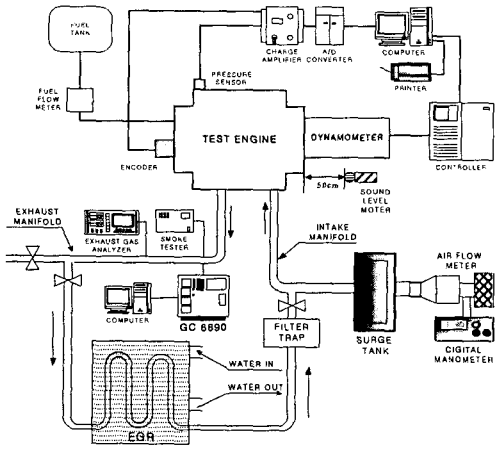 FUEL
TANK
FUEL
FLOW
METER
PRESSURE
SENSOR
CHARGE
AMPLIFIER
A/D
CONVERTER
COMPUTER
PRINTER
TEST ENGINE
DYNAMOMETER
CONTROLLER
ENCODER
50cm
SOUND
LEVEL
MOTER
EXHAUST
MANIFOLD
EXHAUST GAS
ANALYZER
SMOKE
TESTER
INTAKE
MANIFOLD
AIR FLOW
METER
COMPUTER
GC 6890
FILTER
TRAP
SURGE
TANK
DIGITAL
MANOMETER
WATER IN
WATER OUT
EGR